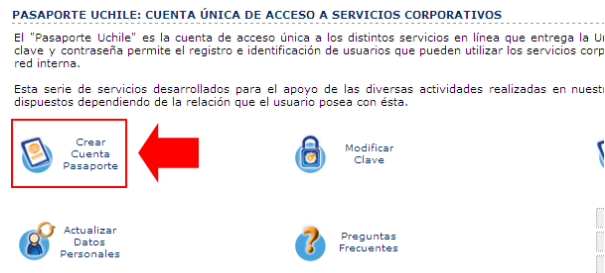 PASAPORTE UCHILE: CUENTA ÚNICA DE ACCESO A SERVICIOS CORPORATIVOS
El "Pasaporte Uchile" es la cuenta de acceso única a los distintos servicios en línea que entrega la
clave y contraseña permite el registro e identificación de usuarios que pueden utilizar los servicios
red interna.
Esta serie de servicios desarrollados para el apoyo de las diversas actividades realizadas en
dispuestos dependiendo de la relación que el usuario posea con ésta.
Crear
Cuenta
Pasaporte
Modificar
Clave
Actualizar
Datos
Personales
Preguntas
Frecuentes